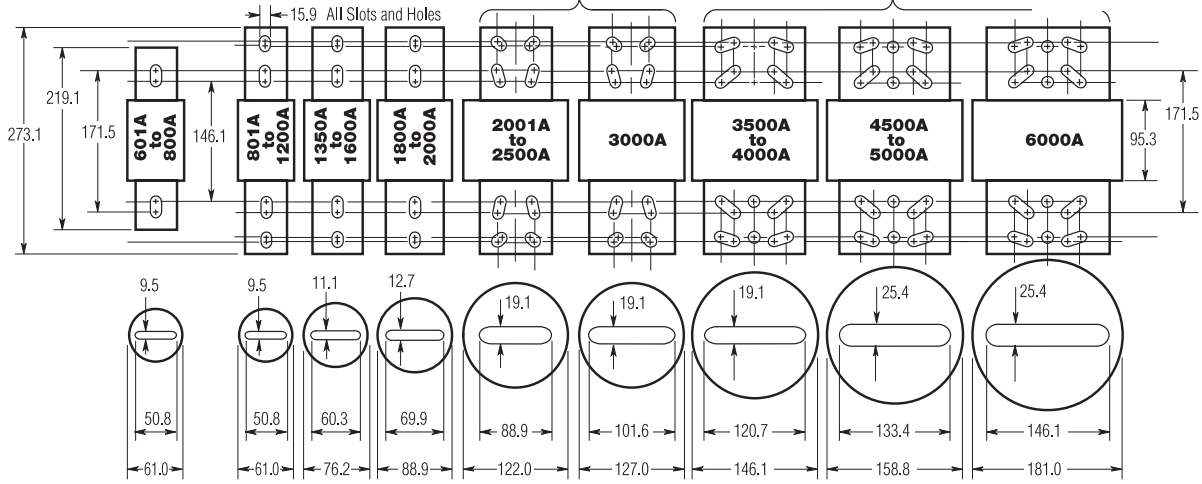 15.9 All Slots and Holes
273.1
219.1
171.5
601A
to
800A
146.1
801A
to
1200A
1350A
to
1600A
1800A
to
2000A
2001A
to
2500A
3000A
3500A
to
4000A
4500A
to
5000A
6000A
95.3
171.5
9.5
9.5
11.1
12.7
19.1
19.1
19.1
25.4
25.4
50.8
50.8
60.3
69.9
88.9
101.6
120.7
133.4
146.1
61.0
61.0
76.2
88.9
122.0
127.0
146.1
158.8
181.0